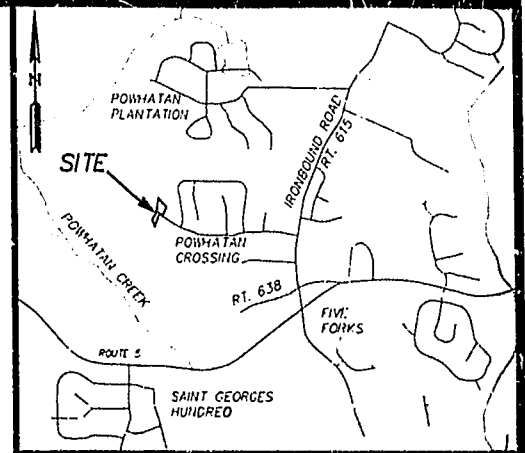 N
POWHATAN
PLANTATION
IRONBOUND ROAD
RT. 615
SITE
POWHATAN CREEK
POWHATAN
CROSSING
RT. 638
FIVE
FORKS
ROUTE 5
SAINT GEORGES
HUNDRED